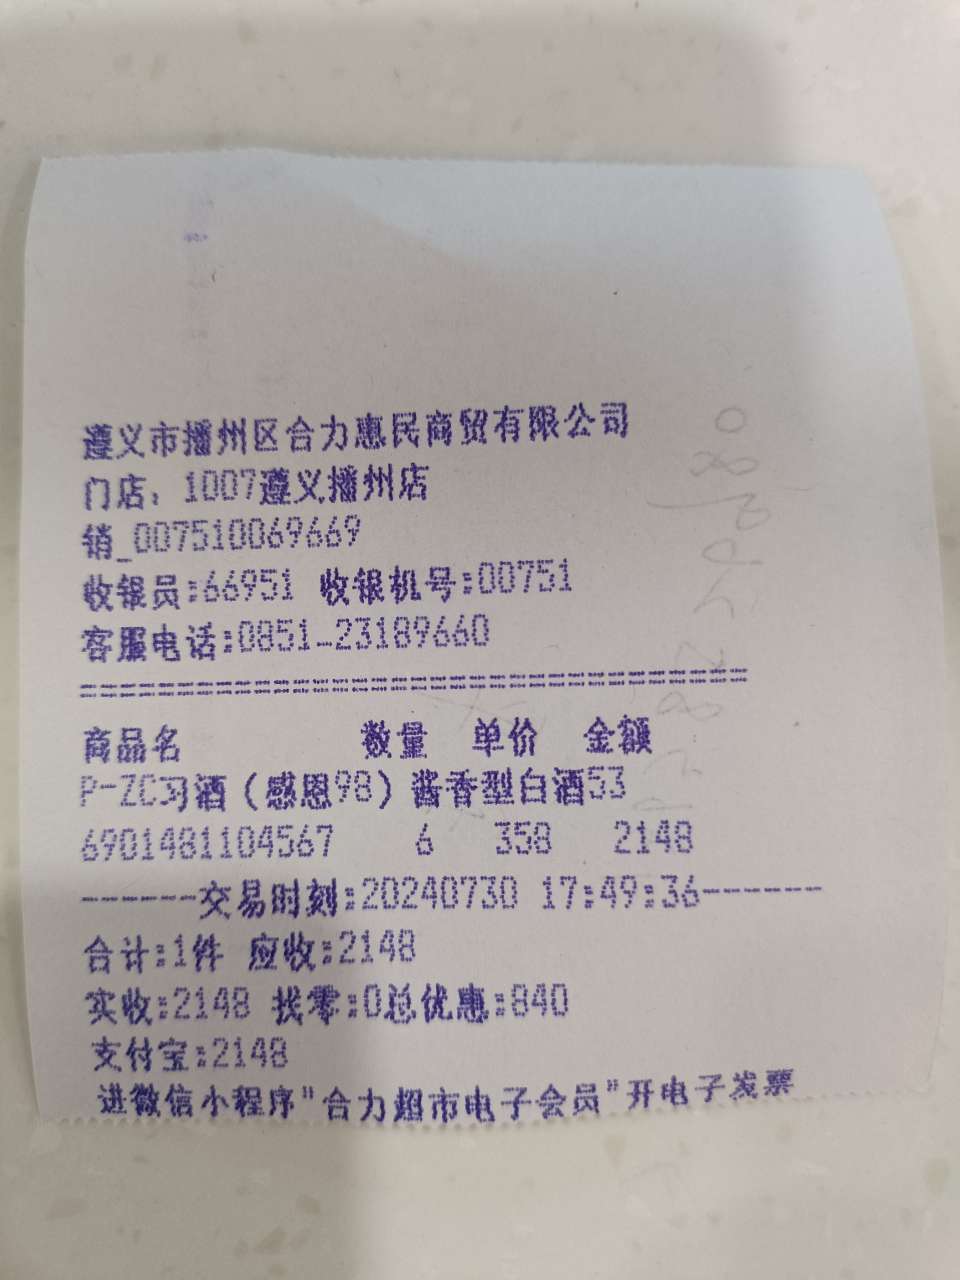 遵义市播州区合力惠民商贸有限公司
门店：1007遵义播州店
销_007510069669
收银员:66951 收银机号:00751
客服电话:0851-23189660
商品名 数量 单价 金额
P-ZC习酒（感恩98）酱香型白酒53
6901481104567 6 358 2148
------交易时刻:20240730 17:49:36------
合计:1件 应收:2148
实收:2148 找零:0总优惠:840
支付宝:2148
进微信小程序"合力超市电子会员"开电子发票